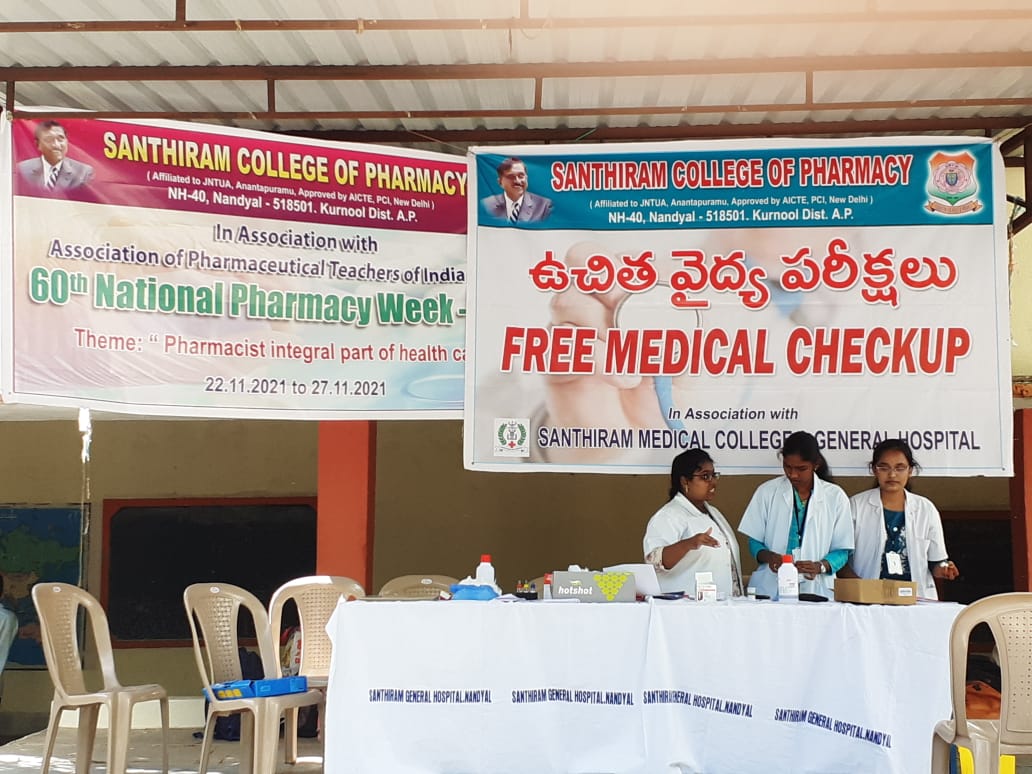 SANTHIRAM COLLEGE OF PHARMACY
( Affiliated to JNTUA, Anantapuramu, Approved by AICTE, PCI, New Delhi )
NH-40, Nandyal - 518501. Kurnool Dist. A.P.
In Association with
Association of Pharmaceutical Teachers of India
60th National Pharmacy Week -
Theme: " Pharmacist integral part of health ca
22.11.2021 to 27.11.2021
SANTHIRAM COLLEGE OF PHARMACY
( Affiliated to JNTUA, Anantapuramu, Approved by AICTE, PCI, New Delhi )
NH-40, Nandyal - 518501. Kurnool Dist. A.P.
ఉచిత వైద్య పరీక్షలు
FREE MEDICAL CHECKUP
In Association with
SANTHIRAM MEDICAL COLLEGE GENERAL HOSPITAL
hotshot
SANTHIRAM GENERAL HOSPITAL.NANDYAL
SANTHIRAM GENERAL HOSPITAL.NANDYAL
SANTHIRAM GENERAL HOSPITAL.NANDYAL